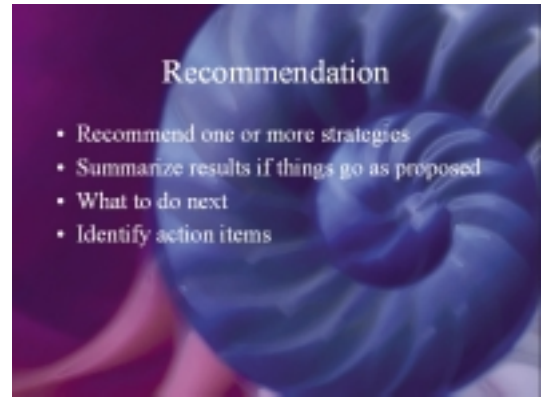 Recommendation
• Recommend one or more strategies
• Summarize results if things go as proposed
• What to do next
• Identify action items